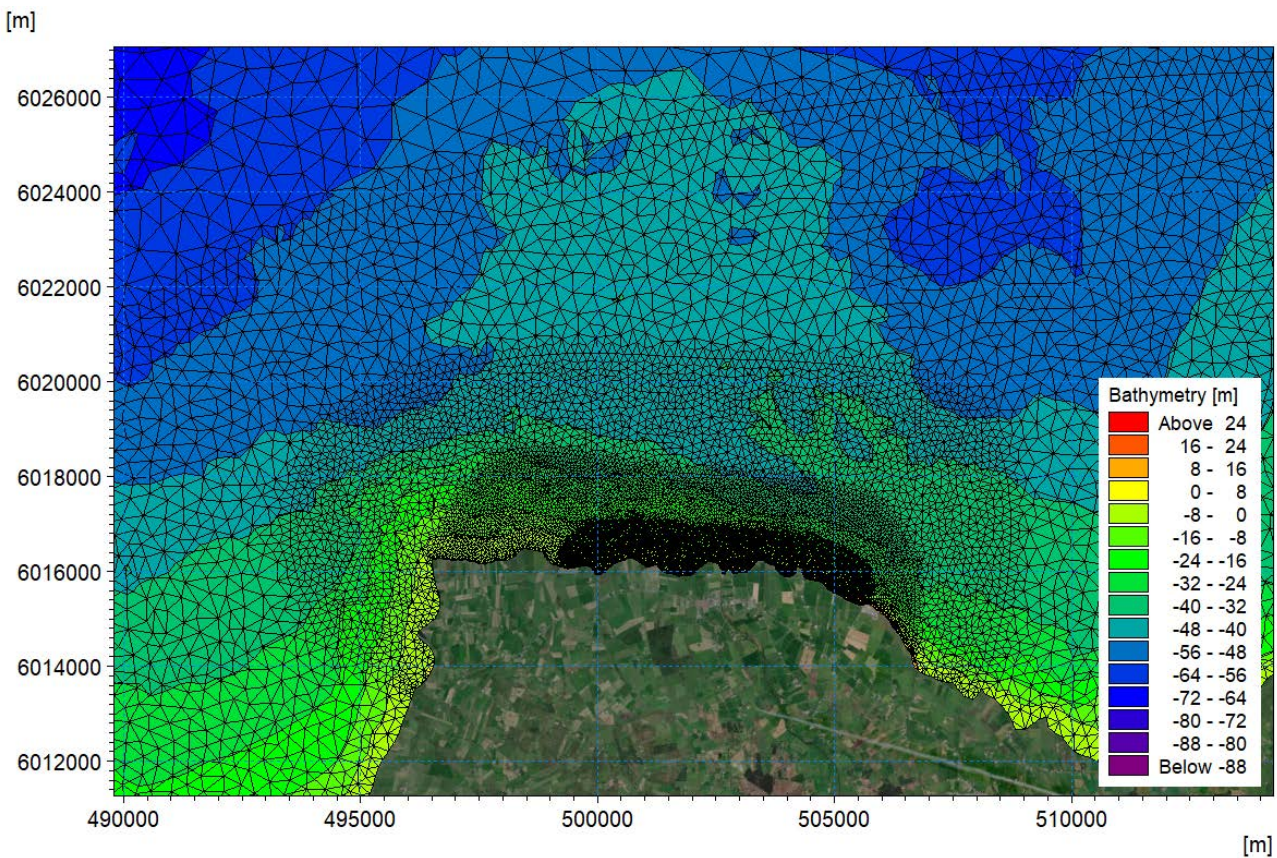 [m]
6026000
6024000
6022000
6020000
6018000
6016000
6014000
6012000
Bathymetry [m]
Above 24
16 - 24
8 - 16
0 - 8
-8 - 0
-16 - -8
-24 - -16
-32 - -24
-40 - -32
-48 - -40
-56 - -48
-64 - -56
-72 - -64
-80 - -72
-88 - -80
Below -88
490000 495000 500000 505000 510000
[m]